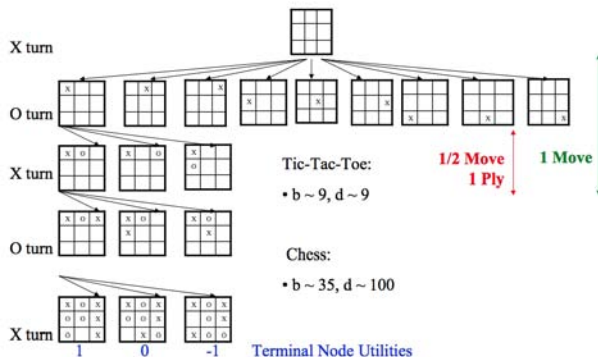 X turn
x x x x x x x x x
O turn
X turn
x o x o x
o
Tic-Tac-Toe:
1/2 Move
1 Ply
1 Move
• b ~ 9, d ~ 9
x o x x o x o
x x
O turn
Chess:
• b ~ 35, d ~ 100
X turn
1 0 -1 Terminal Node Utilities